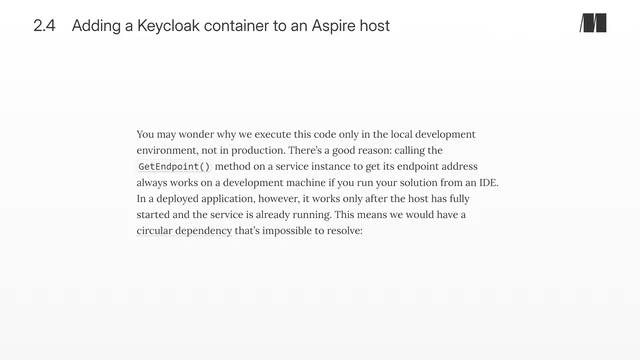 2.4 Adding a Keycloak container to an Aspire host
You may wonder why we execute this code only in the local development
environment, not in production. There’s a good reason: calling the
GetEndpoint() method on a service instance to get its endpoint address
always works on a development machine if you run your solution from an IDE.
In a deployed application, however, it works only after the host has fully
started and the service is already running. This means we would have a
circular dependency that’s impossible to resolve: